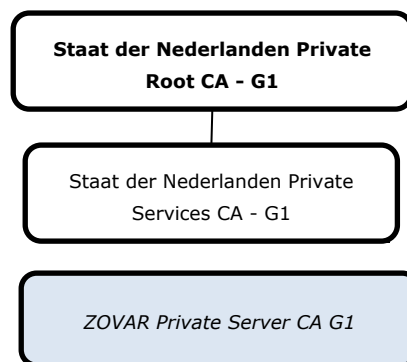 Staat der Nederlanden Private
Root CA - G1
Staat der Nederlanden Private
Services CA - G1
ZOVAR Private Server CA G1